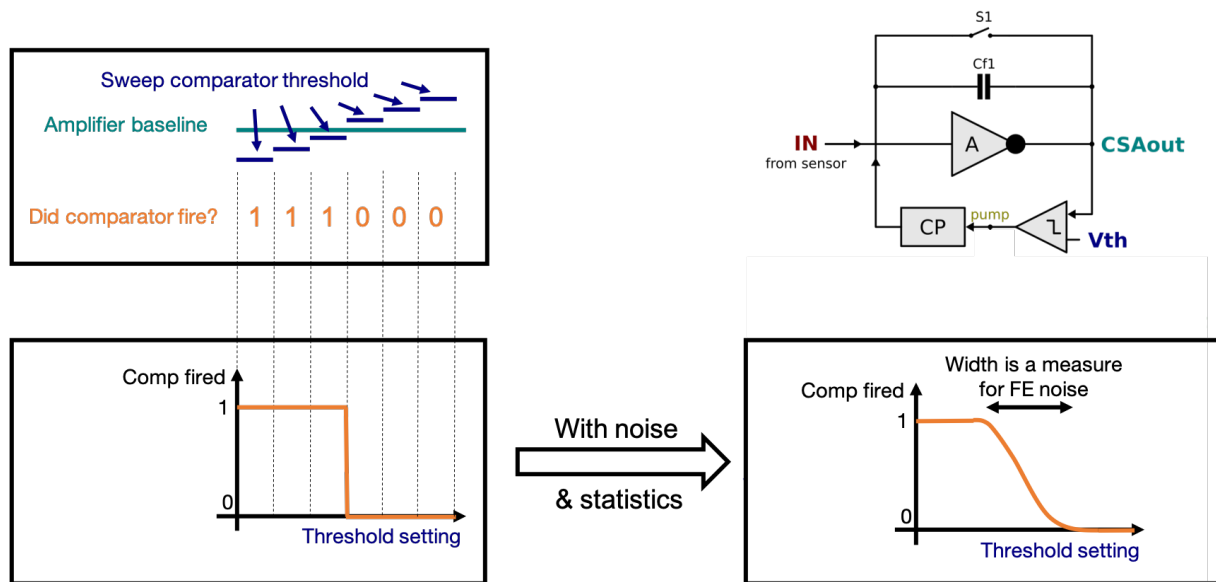 Sweep comparator threshold
Amplifier baseline
Did comparator fire? 1 1 1 0 0 0
S1
Cf1
IN
from sensor
A
CSAout
pump
CP
Vth
Comp fired
1
0
Threshold setting
With noise
& statistics
Width is a measure
for FE noise
Comp fired
1
0
Threshold setting